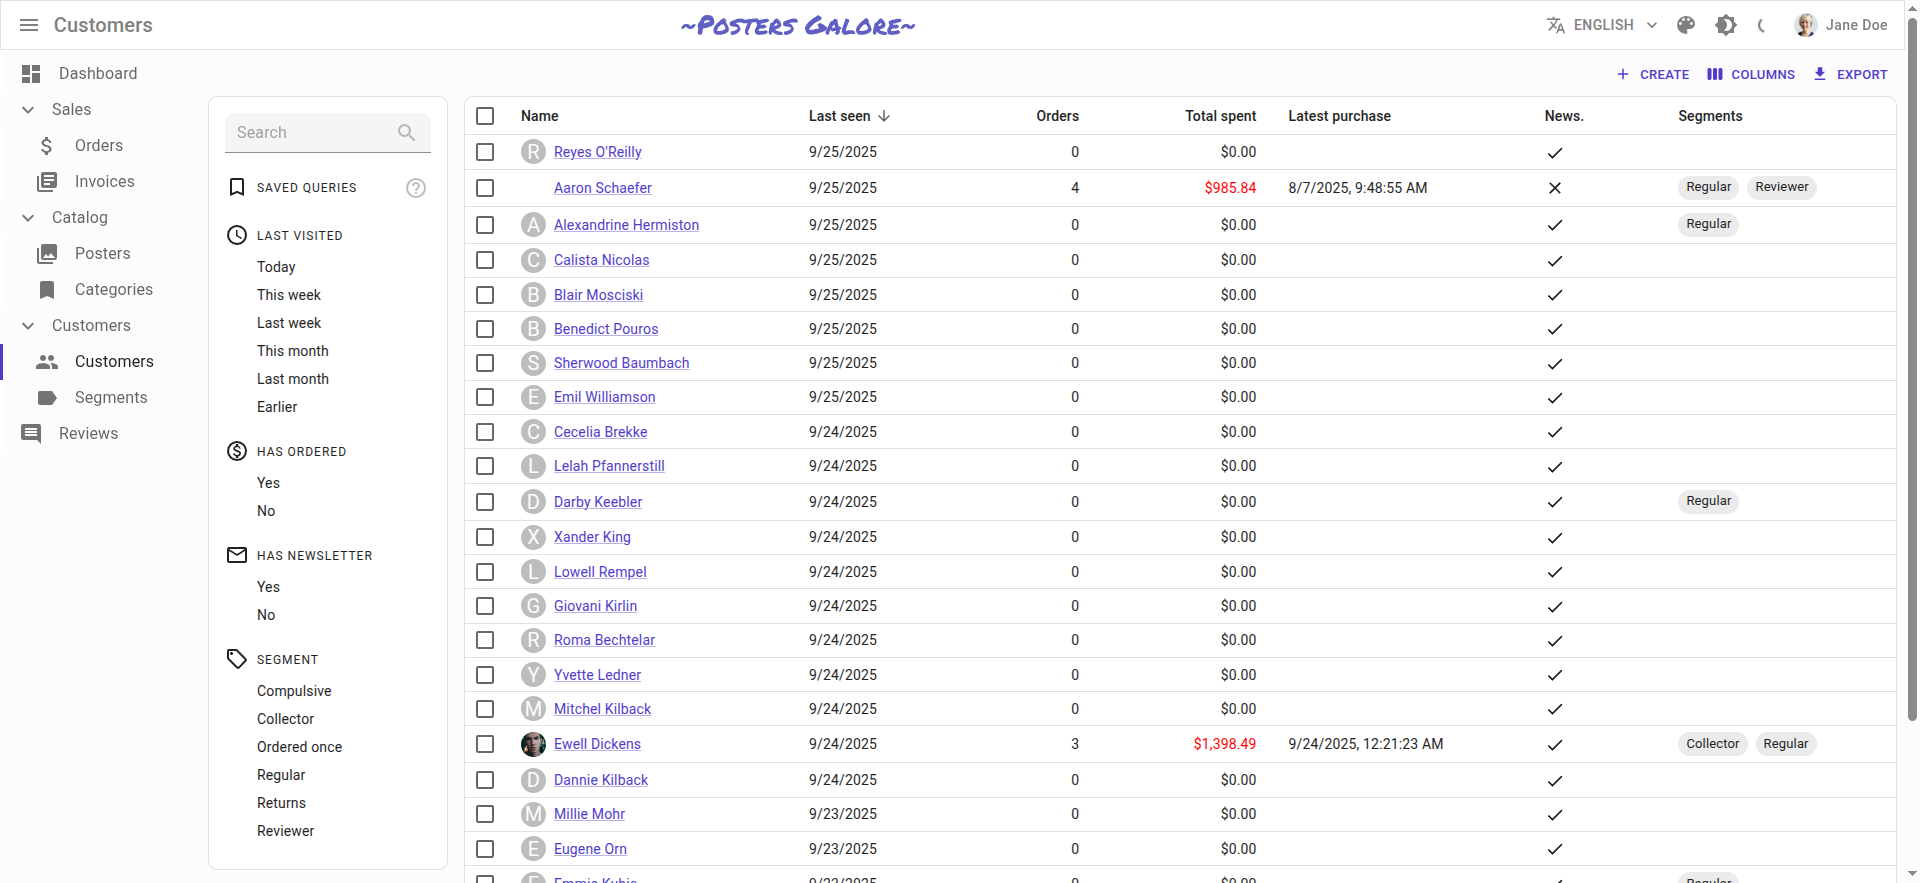 Customers
~Posters Galore~
ENGLISH
Jane Doe
Dashboard
Sales
Orders
Invoices
Catalog
Posters
Categories
Customers
Customers
Segments
Reviews
CREATE
COLUMNS
EXPORT
Search
SAVED QUERIES
?
LAST VISITED
Today
This week
Last week
This month
Last month
Earlier
HAS ORDERED
Yes
No
HAS NEWSLETTER
Yes
No
SEGMENT
Compulsive
Collector
Ordered once
Regular
Returns
Reviewer
Name Last seen Orders Total spent Latest purchase News. Segments
R Reyes O'Reilly 9/25/2025 0 $0.00
Aaron Schaefer 9/25/2025 4 $985.84 8/7/2025, 9:48:55 AM Regular Reviewer
A Alexandrine Hermiston 9/25/2025 0 $0.00 Regular
C Calista Nicolas 9/25/2025 0 $0.00
B Blair Mosciski 9/25/2025 0 $0.00
B Benedict Pouros 9/25/2025 0 $0.00
S Sherwood Baumbach 9/25/2025 0 $0.00
E Emil Williamson 9/25/2025 0 $0.00
C Cecelia Brekke 9/24/2025 0 $0.00
L Lelah Pfannerstill 9/24/2025 0 $0.00
D Darby Keebler 9/24/2025 0 $0.00 Regular
X Xander King 9/24/2025 0 $0.00
L Lowell Rempel 9/24/2025 0 $0.00
G Giovani Kirlin 9/24/2025 0 $0.00
R Roma Bechtelar 9/24/2025 0 $0.00
Y Yvette Ledner 9/24/2025 0 $0.00
M Mitchel Kilback 9/24/2025 0 $0.00
Ewell Dickens 9/24/2025 3 $1,398.49 9/24/2025, 12:21:23 AM Collector Regular
D Dannie Kilback 9/24/2025 0 $0.00
M Millie Mohr 9/23/2025 0 $0.00
E Eugene Orn 9/23/2025 0 $0.00